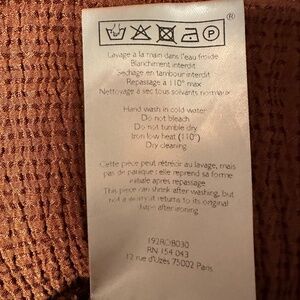 ®
P
Lavage à la main dans l'eau froide
Blanchiment interdit
Séchage en tambour interdit
Repassage à 110° max
Nettoyage à sec tous solvants normaux
Hand wash in cold water
Do not bleach
Do not tumble dry
Iron low heat (110°)
Dry cleaning
Cette pièce peut rétrécir au lavage, mais
pas de panique : elle reprend sa forme
initiale après repassage
This piece can shrink after washing, but
no worry it returns to its original
shape after ironing
192ROB030
RN 154 043
12 rue d'Uzès 75002 Paris